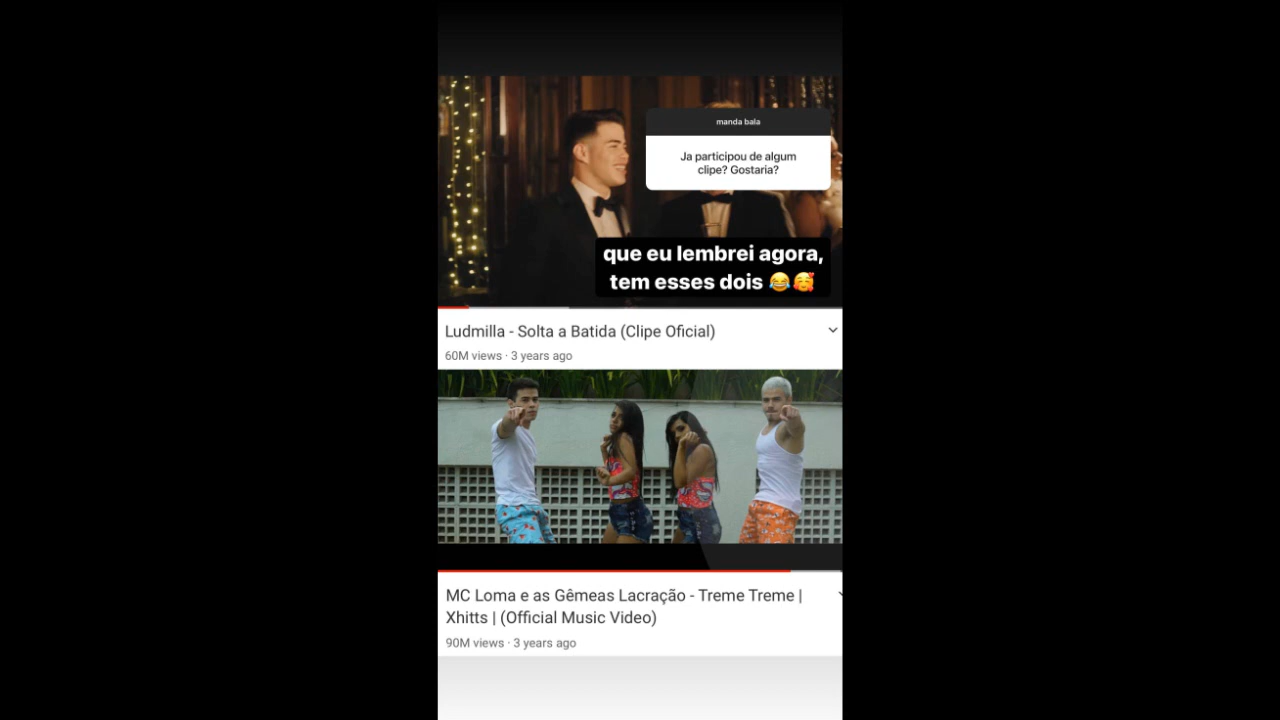 manda bala
Ja participou de algum
clipe? Gostaria?
que eu lembrei agora,
tem esses dois 😂🥰
Ludmilla - Solta a Batida (Clipe Oficial)
60M views · 3 years ago
MC Loma e as Gêmeas Lacração - Treme Treme |
Xhitts | (Official Music Video)
90M views · 3 years ago